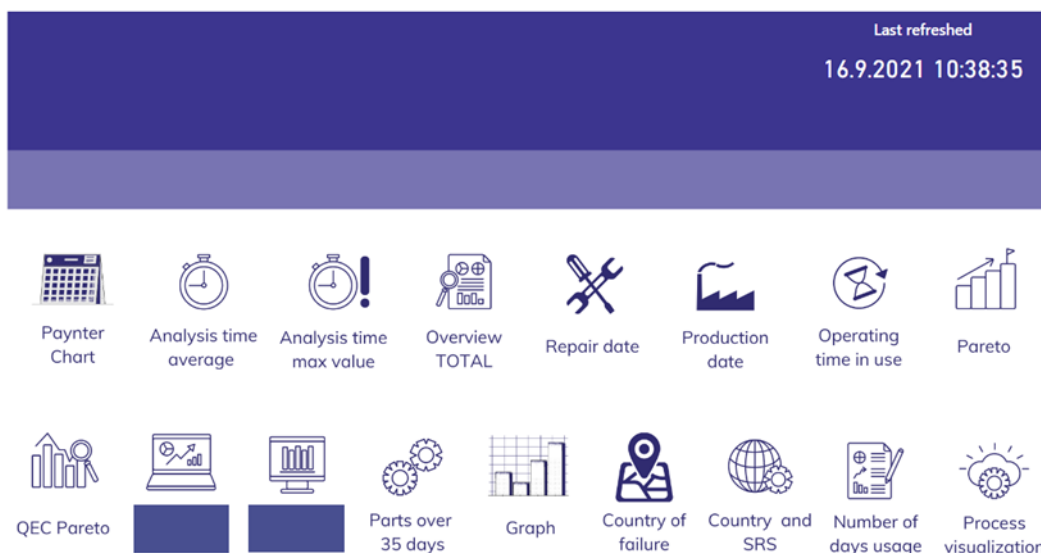 Last refreshed
16.9.2021 10:38:35
Paynter
Chart
Analysis time
average
Analysis time
max value
Overview
TOTAL
Repair date
Production
date
Operating
time in use
Pareto
QEC Pareto
Parts over
35 days
Graph
Country of
failure
Country and
SRS
Number of
days usage
Process
visualization